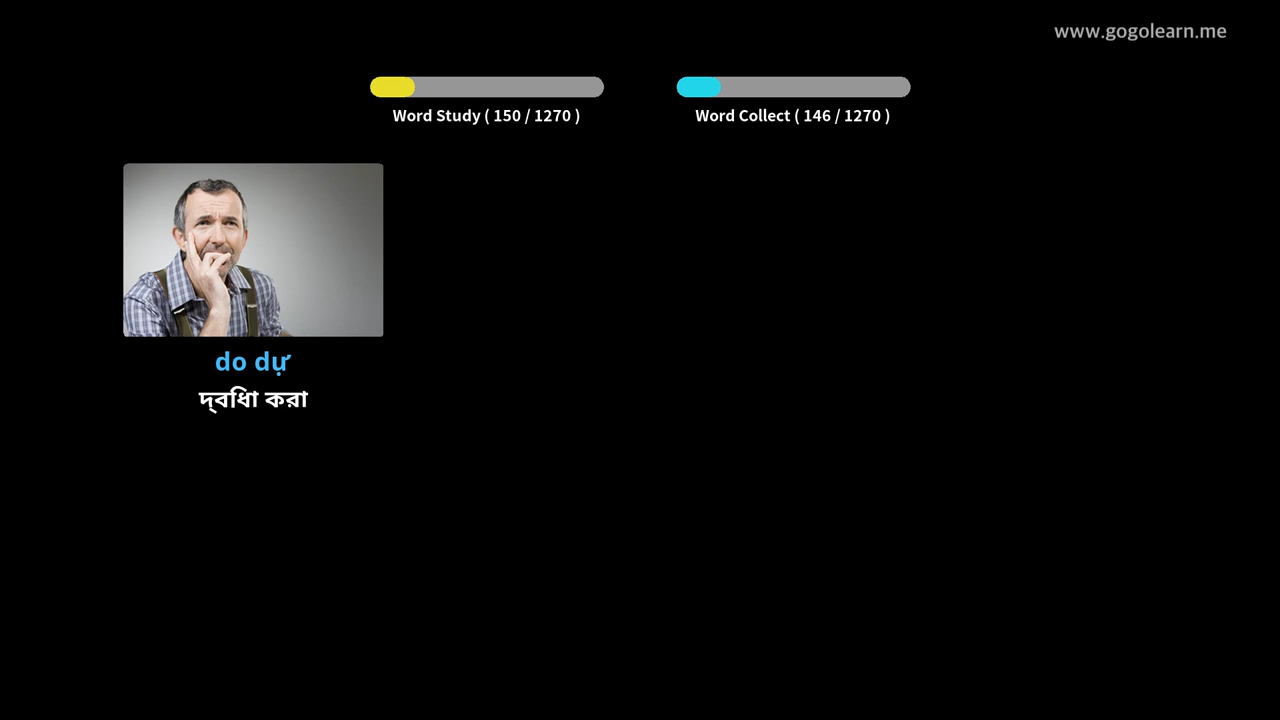 www.gogolearn.me
Word Study ( 150 / 1270 )
Word Collect ( 146 / 1270 )
do dự
দ্বিধা করা